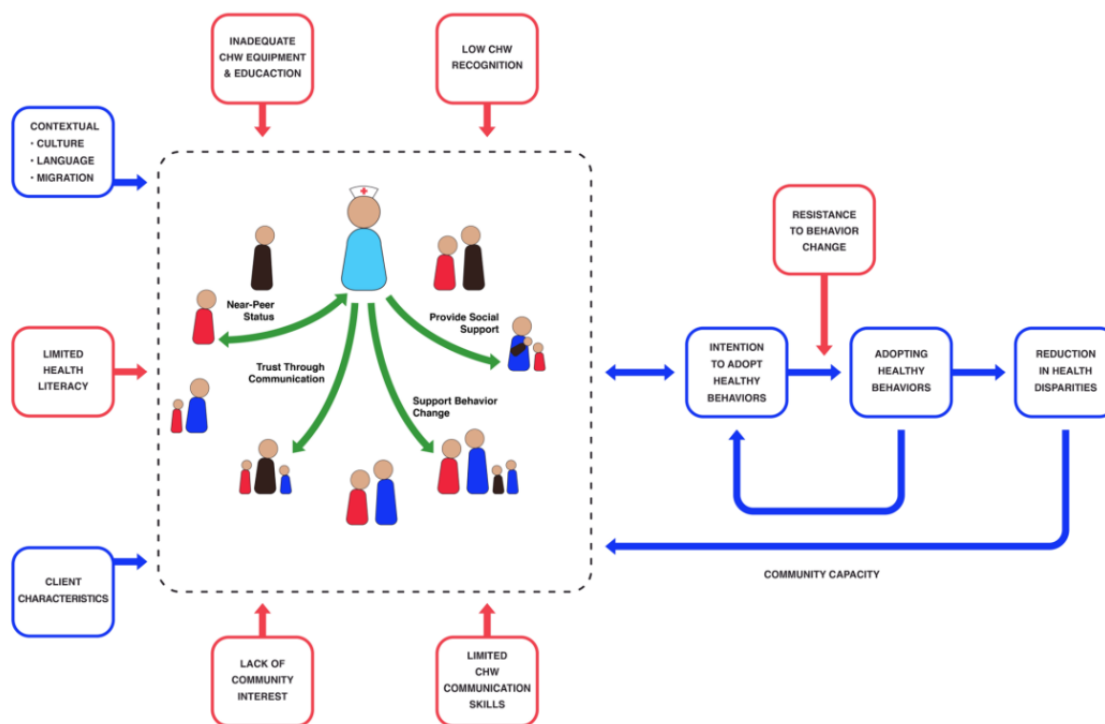 INADEQUATE
CHW EQUIPMENT
& EDUCACTION
LOW CHW
RECOGNITION
CONTEXTUAL
• CULTURE
• LANGUAGE
• MIGRATION
RESISTANCE
TO BEHAVIOR
CHANGE
Near-Peer
Status
Provide Social
Support
LIMITED
HEALTH
LITERACY
Trust Through
Communication
Support Behavior
Change
INTENTION
TO ADOPT
HEALTHY
BEHAVIORS
ADOPTING
HEALTHY
BEHAVIORS
REDUCTION
IN HEALTH
DISPARITIES
CLIENT
CHARACTERISTICS
COMMUNITY CAPACITY
LACK OF
COMMUNITY
INTEREST
LIMITED
CHW
COMMUNICATION
SKILLS